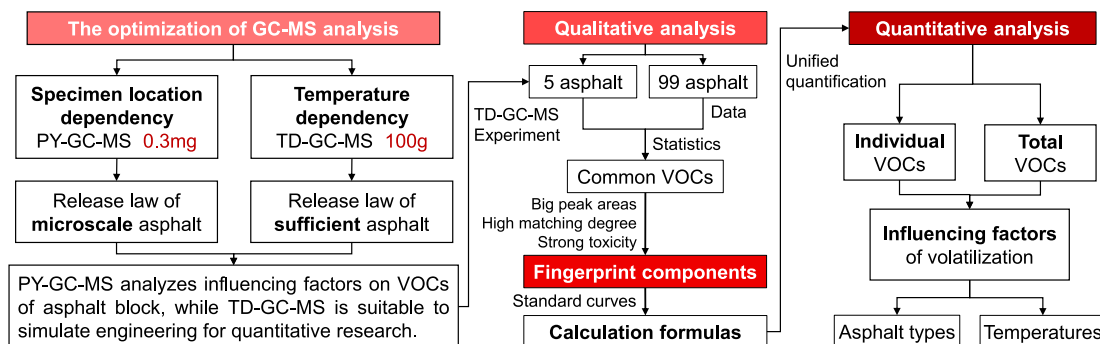 The optimization of GC-MS analysis
Specimen location
dependency
PY-GC-MS 0.3mg
Temperature
dependency
TD-GC-MS 100g
Release law of
microscale asphalt
Release law of
sufficient asphalt
PY-GC-MS analyzes influencing factors on VOCs
of asphalt block, while TD-GC-MS is suitable to
simulate engineering for quantitative research.
Qualitative analysis
5 asphalt
99 asphalt
TD-GC-MS
Experiment
Data
Statistics
Common VOCs
Big peak areas
High matching degree
Strong toxicity
Fingerprint components
Standard curves
Calculation formulas
Quantitative analysis
Unified
quantification
Individual
VOCs
Total
VOCs
Influencing factors
of volatilization
Asphalt types
Temperatures